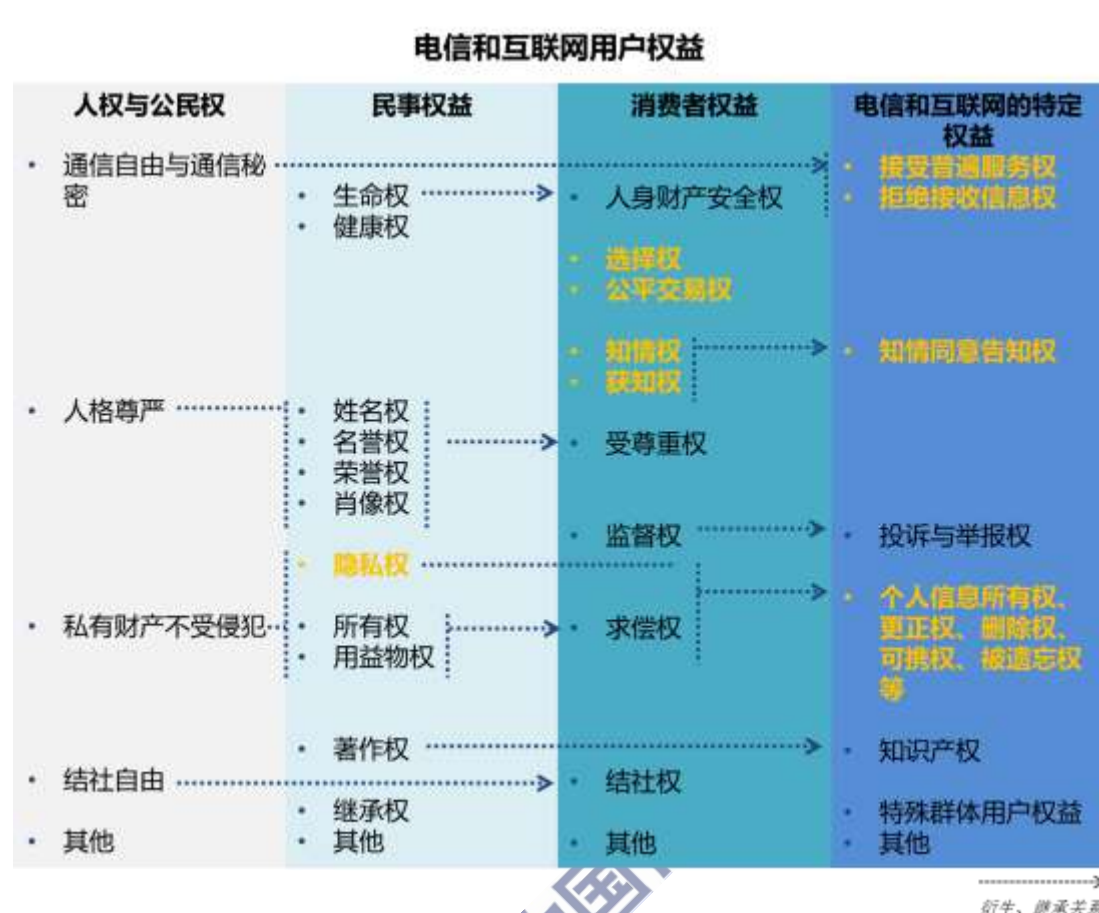 电信和互联网用户权益
人权与公民权
• 通信自由与通信秘
密
• 人格尊严
• 私有财产不受侵犯
• 结社自由
• 其他
民事权益
• 生命权
• 健康权
• 姓名权
• 名誉权
• 荣誉权
• 肖像权
• 隐私权
• 所有权
• 用益物权
• 著作权
• 继承权
• 其他
消费者权益
• 人身财产安全权
• 选择权
• 公平交易权
• 知情权
• 获知权
• 受尊重权
• 监督权
• 求偿权
• 结社权
• 其他
电信和互联网的特定
权益
• 接受普遍服务权
• 拒绝接收信息权
• 知情同意告知权
• 投诉与举报权
• 个人信息所有权、
更正权、删除权、
可携权、被遗忘权
等
• 知识产权
• 特殊群体用户权益
• 其他
衍生、继承关系
国